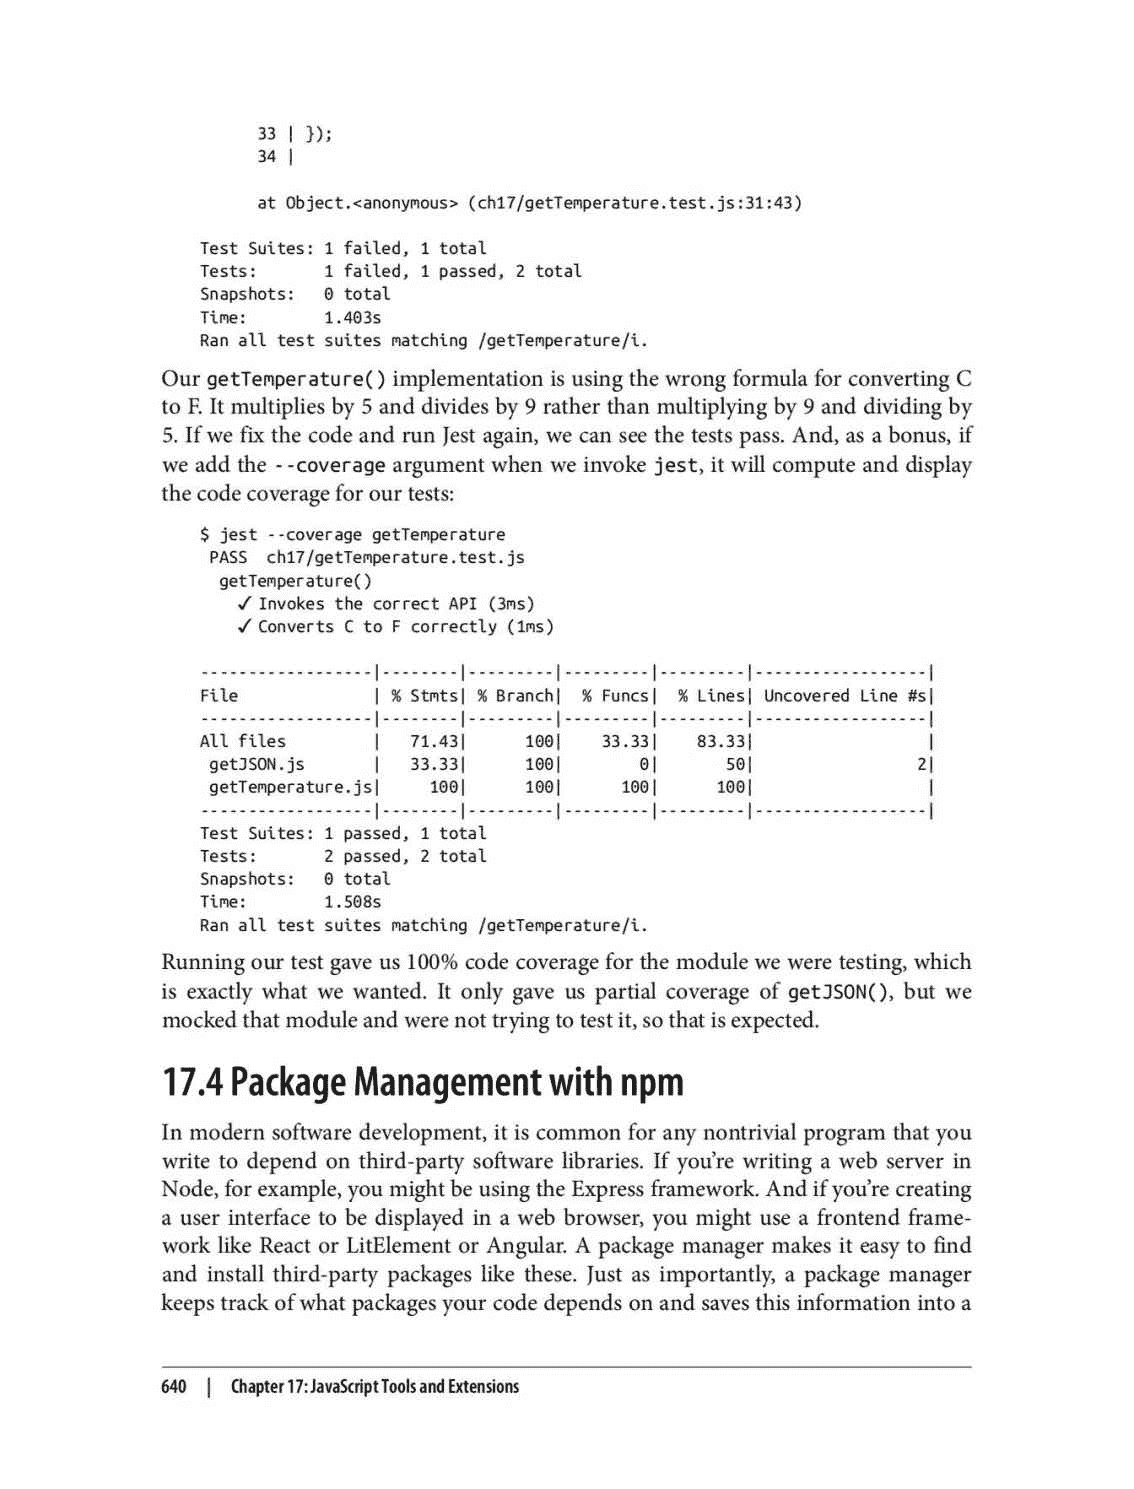 33 | });
34 |
at Object.<anonymous> (ch17/getTemperature.test.js:31:43)
Test Suites: 1 failed, 1 total
Tests:       1 failed, 1 passed, 2 total
Snapshots:   0 total
Time:        1.403s
Ran all test suites matching /getTemperature/i.
Our getTemperature() implementation is using the wrong formula for converting C
to F. It multiplies by 5 and divides by 9 rather than multiplying by 9 and dividing by
5. If we fix the code and run Jest again, we can see the tests pass. And, as a bonus, if
we add the --coverage argument when we invoke jest, it will compute and display
the code coverage for our tests:
$ jest --coverage getTemperature
PASS  ch17/getTemperature.test.js
getTemperature()
✓ Invokes the correct API (3ms)
✓ Converts C to F correctly (1ms)
------------------|--------|---------|---------|---------|------------------|
File              | % Stmts| % Branch|  % Funcs|  % Lines| Uncovered Line #s|
------------------|--------|---------|---------|---------|------------------|
All files         |   71.43|      100|    33.33|    83.33|                  |
getJSON.js       |   33.33|      100|        0|       50|                 2|
getTemperature.js|     100|      100|      100|      100|                  |
------------------|--------|---------|---------|---------|------------------|
Test Suites: 1 passed, 1 total
Tests:       2 passed, 2 total
Snapshots:   0 total
Time:        1.508s
Ran all test suites matching /getTemperature/i.
Running our test gave us 100% code coverage for the module we were testing, which
is exactly what we wanted. It only gave us partial coverage of getJSON(), but we
mocked that module and were not trying to test it, so that is expected.
17.4 Package Management with npm
In modern software development, it is common for any nontrivial program that you
write to depend on third-party software libraries. If you’re writing a web server in
Node, for example, you might be using the Express framework. And if you’re creating
a user interface to be displayed in a web browser, you might use a frontend frame-
work like React or LitElement or Angular. A package manager makes it easy to find
and install third-party packages like these. Just as importantly, a package manager
keeps track of what packages your code depends on and saves this information into a
640 | Chapter 17: JavaScript Tools and Extensions